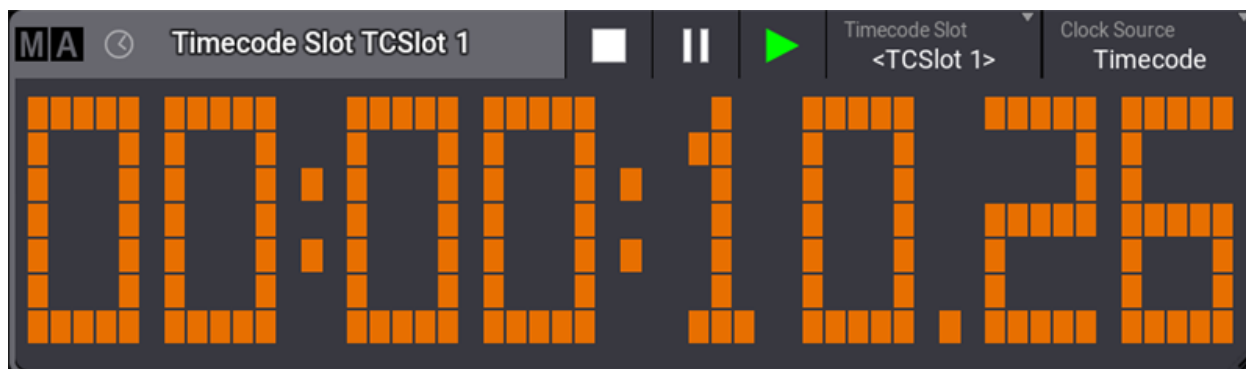 MA Timecode Slot TCSlot 1
Timecode Slot
<TCSlot 1>
Clock Source
Timecode
00:00:10.26